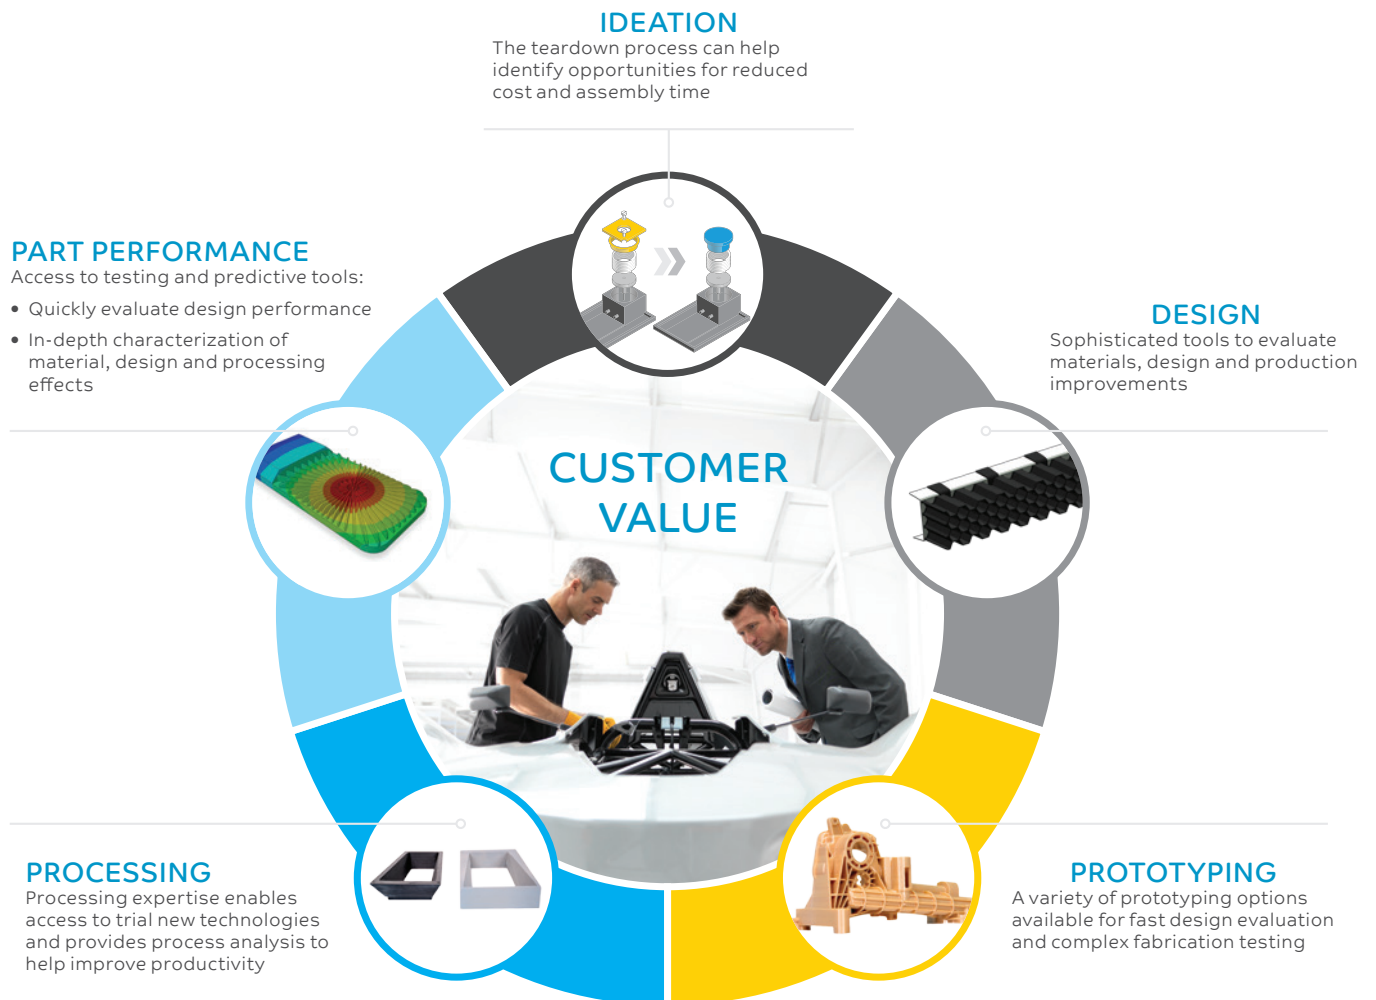 IDEATION
The teardown process can help
identify opportunities for reduced
cost and assembly time
PART PERFORMANCE
Access to testing and predictive tools:
• Quickly evaluate design performance
• In-depth characterization of
material, design and processing
effects
DESIGN
Sophisticated tools to evaluate
materials, design and production
improvements
CUSTOMER
VALUE
PROCESSING
Processing expertise enables
access to trial new technologies
and provides process analysis to
help improve productivity
PROTOTYPING
A variety of prototyping options
available for fast design evaluation
and complex fabrication testing